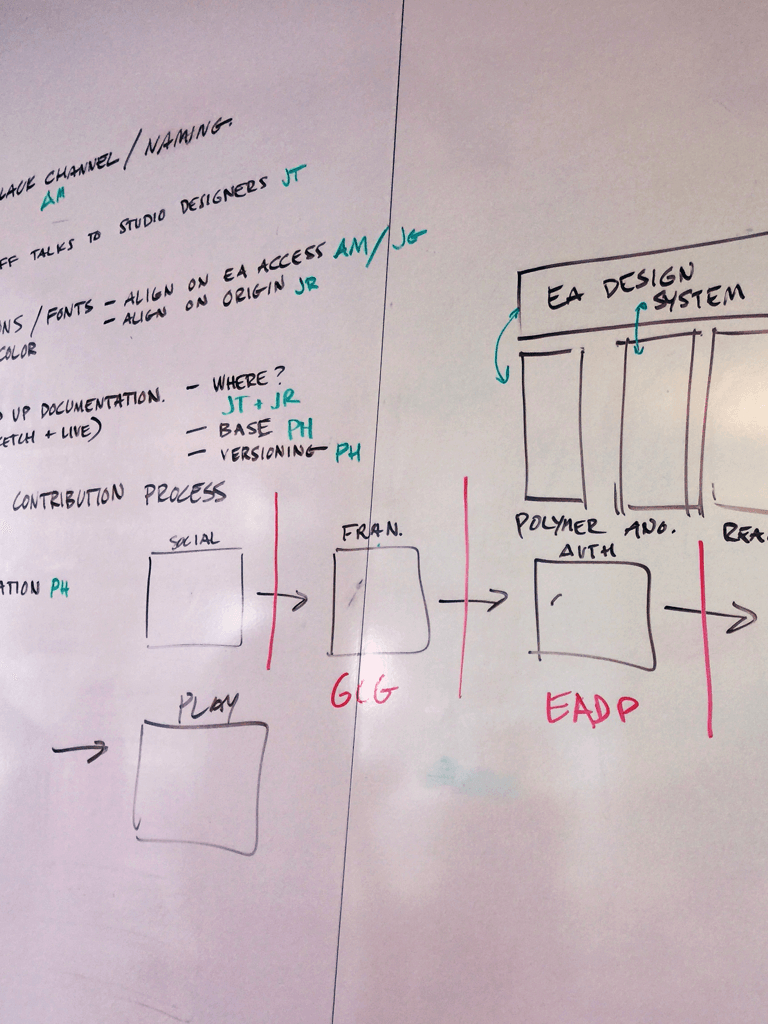 LACK CHANNEL / NAMING.
AM
FF TALKS TO STUDIO DESIGNERS JT
NS / FONTS - ALIGN ON EA ACCESS AM / JG
COLOR - ALIGN ON ORIGIN JR
UP DOCUMENTATION. - WHERE?
JT + JR
ETCH + LIVE) - BASE PH
- VERSIONING PH
CONTRIBUTION PROCESS
ATION PH
SOCIAL
FRAN.
GCG
PLAY
EA DESIGN
SYSTEM
POLYMER AND. REA
AUTH
EADP